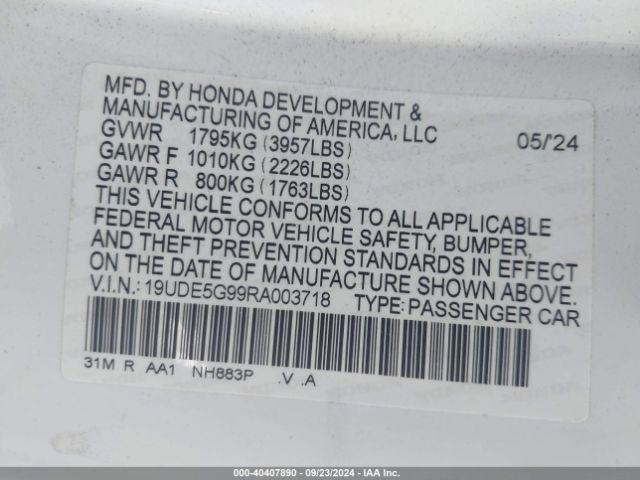 MFD. BY HONDA DEVELOPMENT &
MANUFACTURING OF AMERICA, LLC
GVWR 1795KG (3957LBS) 05/'24
GAWR F 1010KG (2226LBS)
GAWR R 800KG (1763LBS)
THIS VEHICLE CONFORMS TO ALL APPLICABLE
FEDERAL MOTOR VEHICLE SAFETY, BUMPER,
AND THEFT PREVENTION STANDARDS IN EFFECT
ON THE DATE OF MANUFACTURE SHOWN ABOVE.
V.I.N.: 19UDE5G99RA003718 TYPE: PASSENGER CAR
31M R AA1 NH883P .V .A
000-40407890 - 09/23/2024 - IAA Inc.